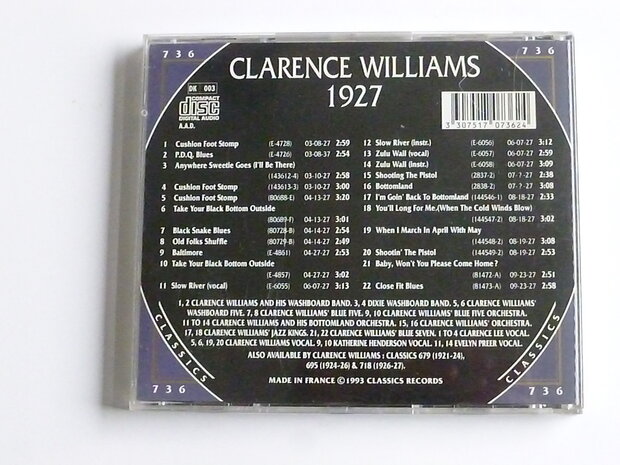 736
736
CLARENCE WILLIAMS
1927
DK 003
COMPACT
disc
DIGITAL AUDIO
A.A.D.
3 307517 073624
1 Cushion Foot Stomp (E-4728) 03-08-27 2:59
2 P.D.Q. Blues (E-4726) 03-08-37 2:54
3 Anywhere Sweetie Goes (I'll Be There)
(143612-4) 03-10-27 2:58
4 Cushion Foot Stomp (143613-3) 03-10-27 3:00
5 Cushion Foot Stomp (80688-E) 04-13-27 3:20
6 Take Your Black Bottom Outside
(80689-F) 04-13-27 3:01
7 Black Snake Blues (80728-B) 04-14-27 2:54
8 Old Folks Shuffle (80729-B) 04-14-27 2:49
9 Baltimore (E-4861) 04-27-27 2:53
10 Take Your Black Bottom Outside
(E-4857) 04-27-27 3:02
11 Slow River (vocal) (E-6055) 06-07-27 3:13
12 Slow River (instr.) (E-6056) 06-07-27 3:12
13 Zulu Wail (vocal) (E-6057) 06-07-27 2:59
14 Zulu Wail (instr.) (E-6058) 06-07-27 3:09
15 Shooting The Pistol (2837-2) 07-?-27 2:38
16 Bottomland (2838-2) 07-?-27 3:08
17 I'm Goin' Back To Bottomland (144546-1) 08-18-27 2:33
18 You'll Long For Me.(When The Cold Winds Blow)
(144547-2) 08-18-27 3:02
19 When I March In April With May
(144548-2) 08-19-27 3:08
20 Shootin' The Pistol (144549-2) 08-19-27 2:53
21 Baby, Won't You Please Come Home?
(81472-A) 09-23-27 2:51
22 Close Fit Blues (81473-A) 09-23-27 2:58
1, 2 CLARENCE WILLIAMS AND HIS WASHBOARD BAND. 3, 4 DIXIE WASHBOARD BAND. 5, 6 CLARENCE WILLIAMS'
WASHBOARD FIVE. 7, 8 CLARENCE WILLIAMS' BLUE FIVE. 9, 10 CLARENCE WILLIAMS' BLUE FIVE ORCHESTRA.
11 TO 14 CLARENCE WILLIAMS AND HIS BOTTOMLAND ORCHESTRA. 15, 16 CLARENCE WILLIAMS' ORCHESTRA.
17, 18 CLARENCE WILLIAMS' JAZZ KINGS. 21, 22 CLARENCE WILLIAMS' BLUE SEVEN. 1 TO 4 CLARENCE LEE VOCAL.
5, 6, 19, 20 CLARENCE WILLIAMS VOCAL. 9, 10 KATHERINE HENDERSON VOCAL. 11, 14 EVELYN PREER VOCAL.
ALSO AVAILABLE BY CLARENCE WILLIAMS : CLASSICS 679 (1921-24),
695 (1924-26) & 718 (1926-27).
MADE IN FRANCE ©1993 CLASSICS RECORDS
CLASSICS
CLASSICS
736
736